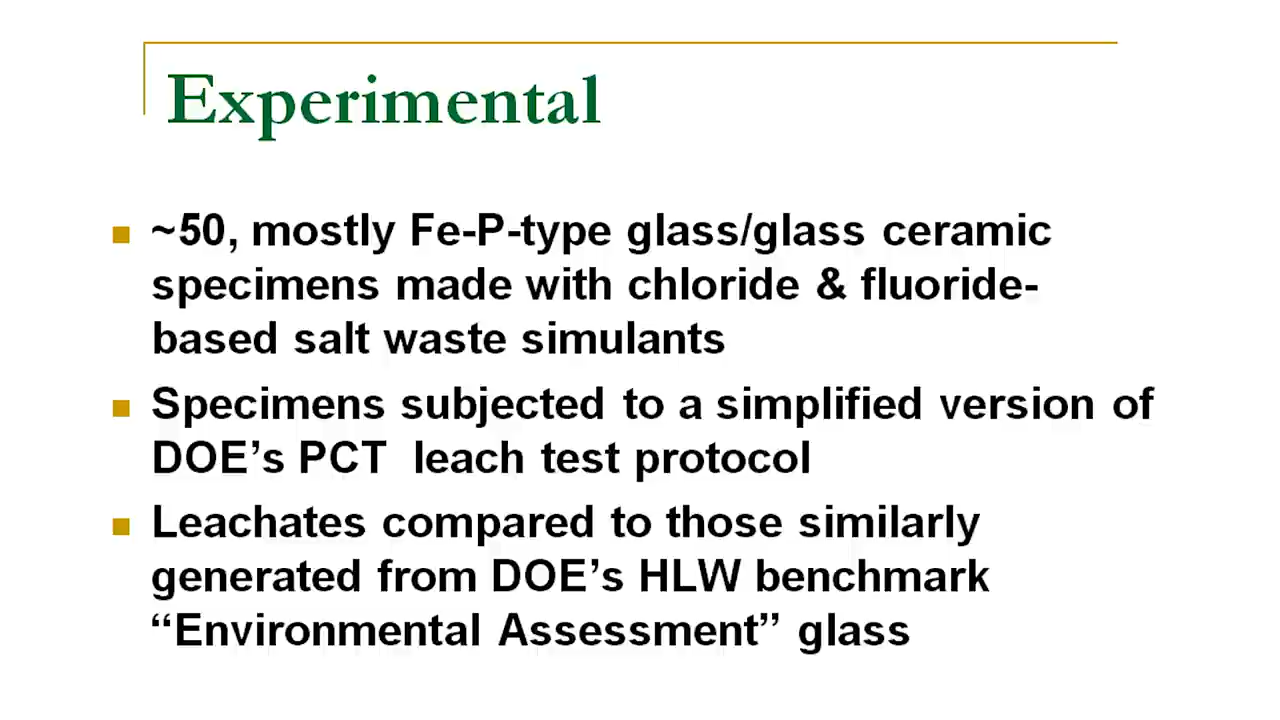 Experimental
~50, mostly Fe-P-type glass/glass ceramic
specimens made with chloride & fluoride-
based salt waste simulants
Specimens subjected to a simplified version of
DOE’s PCT  leach test protocol
Leachates compared to those similarly
generated from DOE’s HLW benchmark
“Environmental Assessment” glass